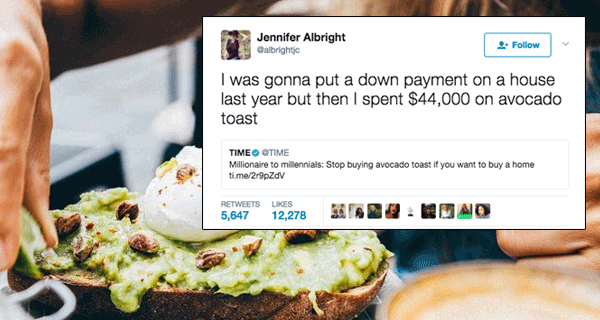 Jennifer Albright
@albrightjc
Follow
I was gonna put a down payment on a house
last year but then I spent $44,000 on avocado
toast
TIME @TIME
Millionaire to millennials: Stop buying avocado toast if you want to buy a home
ti.me/2r9pZdV
RETWEETS LIKES
5,647 12,278